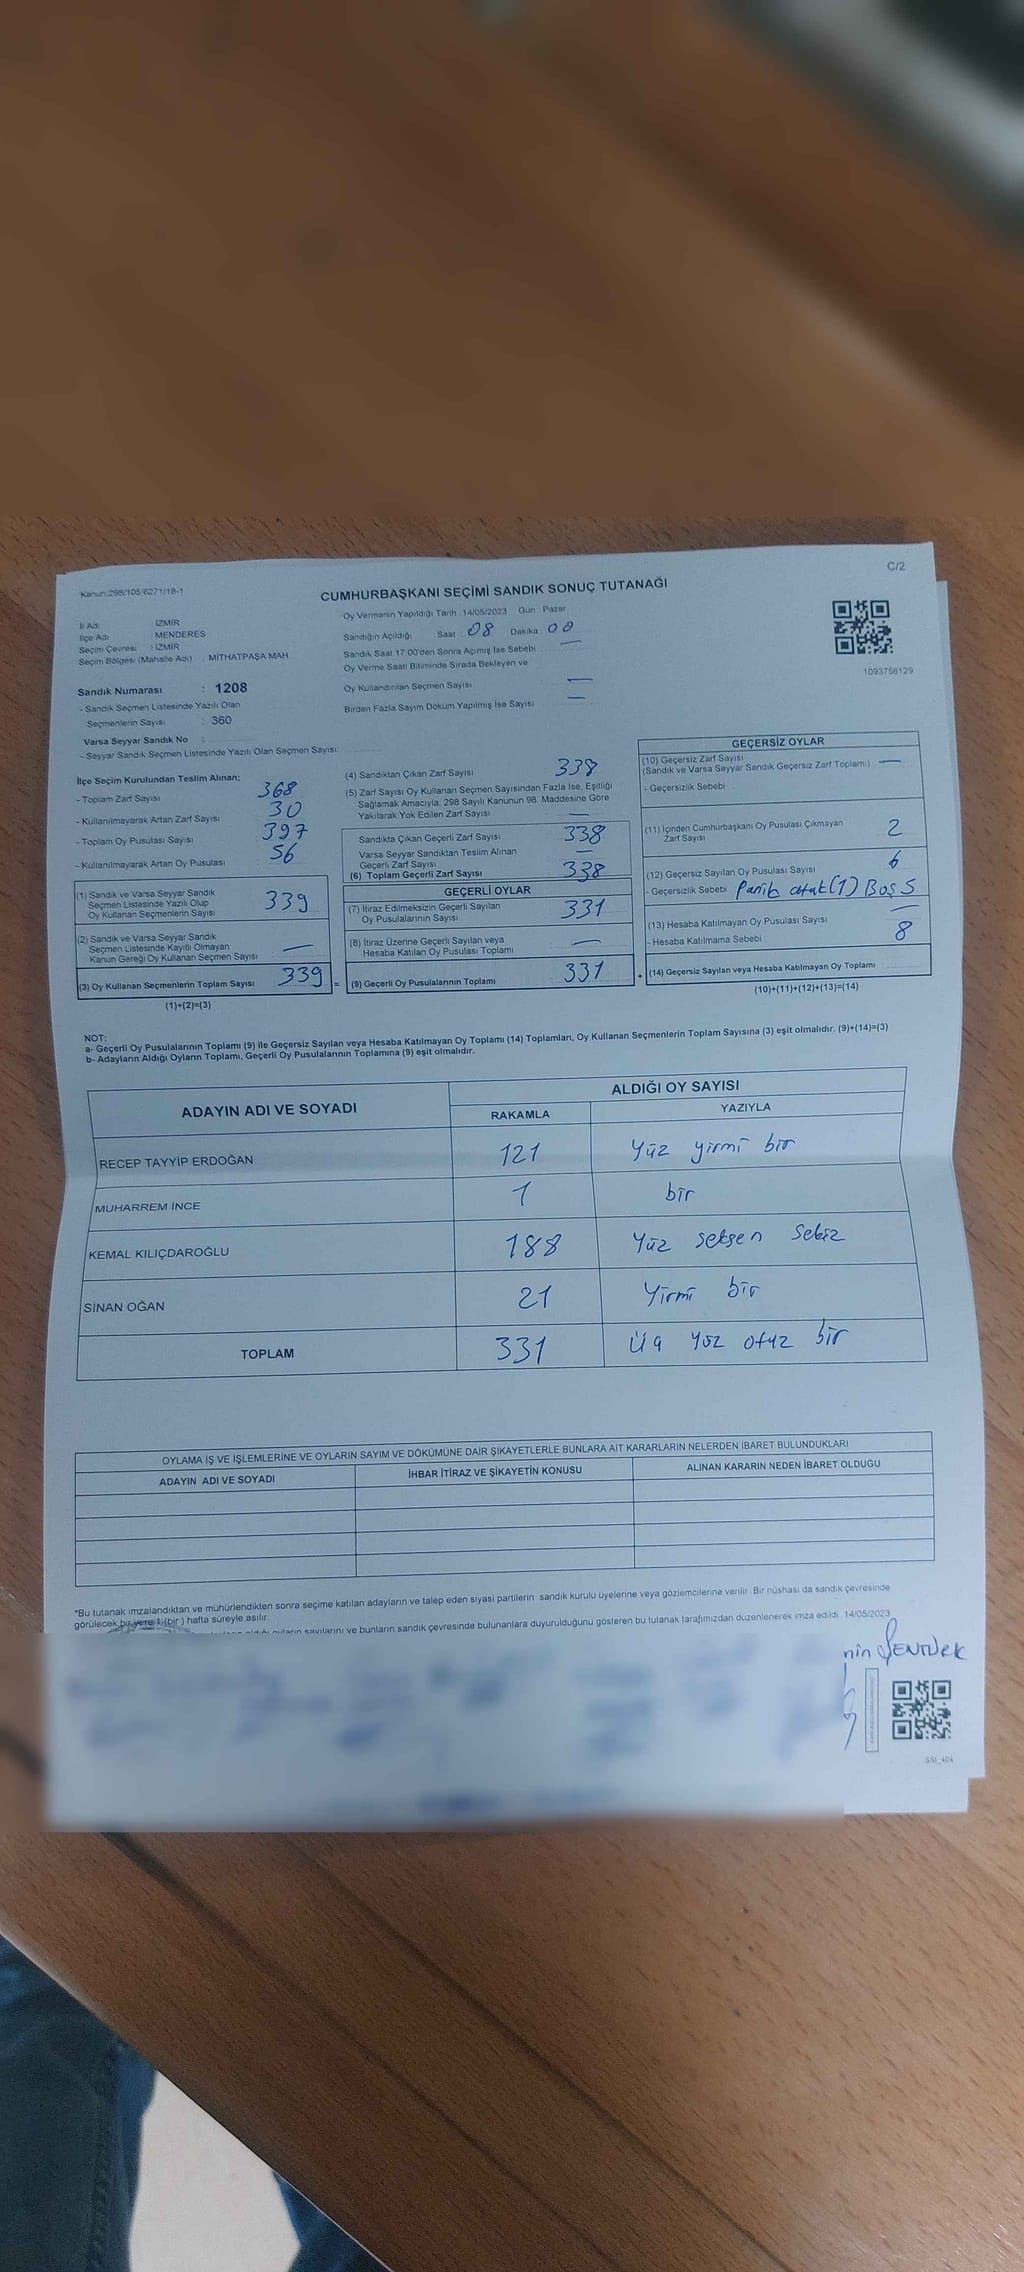 C/2
Kanun:298/105 6271/18-1
CUMHURBAŞKANI SEÇİMİ SANDIK SONUÇ TUTANAĞI
İl Adı : İZMİR
İlçe Adı : MENDERES
Seçim Çevresi : İZMİR
Seçim Bölgesi (Mahalle Adı) : MİTHATPAŞA MAH
Oy Vermenin Yapıldığı Tarih : 14/05/2023 Gün : Pazar
Sandığın Açıldığı Saat 08 Dakika 00
Sandık Saat 17:00'den Sonra Açımış İse Sebebi —
Oy Verme Saati Bitiminde Sırada Bekleyen ve
Oy Kullandırılan Seçmen Sayısı —
Birden Fazla Sayım Döküm Yapılmış İse Sayısı —
1093756129
Sandık Numarası : 1208
- Sandık Seçmen Listesinde Yazılı Olan
Seçmenlerin Sayısı : 360
Varsa Seyyar Sandık No :
- Seyyar Sandık Seçmen Listesinde Yazılı Olan Seçmen Sayısı:
İlçe Seçim Kurulundan Teslim Alınan;
- Toplam Zarf Sayısı 368
- Kullanılmayarak Artan Zarf Sayısı 30
- Toplam Oy Pusulası Sayısı 397
- Kullanılmayarak Artan Oy Pusulası 56
(1) Sandık ve Varsa Seyyar Sandık
Seçmen Listesinde Yazılı Olup
Oy Kullanan Seçmenlerin Sayısı 339
(2) Sandık ve Varsa Seyyar Sandık
Seçmen Listesinde Kayıtlı Olmayan
Kanun Gereği Oy Kullanan Seçmen Sayısı —
(3) Oy Kullanan Seçmenlerin Toplam Sayısı 339 =
(1)+(2)=(3)
(4) Sandıktan Çıkan Zarf Sayısı 338
(5) Zarf Sayısı Oy Kullanan Seçmen Sayısından Fazla İse, Eşitliği
Sağlamak Amacıyla, 298 Sayılı Kanunun 98. Maddesine Göre
Yakılarak Yok Edilen Zarf Sayısı —
Sandıkta Çıkan Geçerli Zarf Sayısı 338
Varsa Seyyar Sandıktan Teslim Alınan
Geçerli Zarf Sayısı —
(6) Toplam Geçerli Zarf Sayısı 338
GEÇERLİ OYLAR
(7) İtiraz Edilmeksizin Geçerli Sayılan
Oy Pusulalarının Sayısı 331
(8) İtiraz Üzerine Geçerli Sayılan veya
Hesaba Katılan Oy Pusulası Toplamı —
(9) Geçerli Oy Pusulalarının Toplamı 331 +
GEÇERSİZ OYLAR
(10) Geçersiz Zarf Sayısı
(Sandık ve Varsa Seyyar Sandık Geçersiz Zarf Toplamı) : —
- Geçersizlik Sebebi
(11) İçinden Cumhurbaşkanı Oy Pusulası Çıkmayan
Zarf Sayısı 2
(12) Geçersiz Sayılan Oy Pusulası Sayısı 6
- Geçersizlik Sebebi (1) Boş 5
(13) Hesaba Katılmayan Oy Pusulası Sayısı —
- Hesaba Katılmama Sebebi 8
(14) Geçersiz Sayılan veya Hesaba Katılmayan Oy Toplamı
(10)+(11)+(12)+(13)=(14)
NOT:
a- Geçerli Oy Pusulalarının Toplamı (9) ile Geçersiz Sayılan veya Hesaba Katılmayan Oy Toplamı (14) Toplamları, Oy Kullanan Seçmenlerin Toplam Sayısına (3) eşit olmalıdır. (9)+(14)=(3)
b- Adayların Aldığı Oyların Toplamı, Geçerli Oy Pusulalarının Toplamına (9) eşit olmalıdır.
ADAYIN ADI VE SOYADI ALDIĞI OY SAYISI
RAKAMLA YAZIYLA
RECEP TAYYİP ERDOĞAN 121 Yüz yirmi bir
MUHARREM İNCE 1 bir
KEMAL KILIÇDAROĞLU 188 Yüz seksen sekiz
SİNAN OĞAN 21 Yirmi bir
TOPLAM 331 Üç yüz otuz bir
OYLAMA İŞ VE İŞLEMLERİNE VE OYLARIN SAYIM VE DÖKÜMÜNE DAİR ŞİKAYETLERLE BUNLARA AİT KARARLARIN NELERDEN İBARET BULUNDUKLARI
ADAYIN ADI VE SOYADI İHBAR İTİRAZ VE ŞİKAYETİN KONUSU ALINAN KARARIN NEDEN İBARET OLDUĞU
*Bu tutanak imzalandıktan ve mühürlendikten sonra seçime katılan adayların ve talep eden siyasi partilerin sandık kurulu üyelerine veya gözlemcilerine verilir. Bir nüshası da sandık çevresinde
görülecek bir yere 1 (bir ) hafta süreyle asılır.
oyların sayılarını ve bunların sandık çevresinde bulunanlara duyurulduğunu gösteren bu tutanak tarafımızdan düzenlenerek imza edildi. 14/05/2023
nin ŞENTÜRK
SSI_404